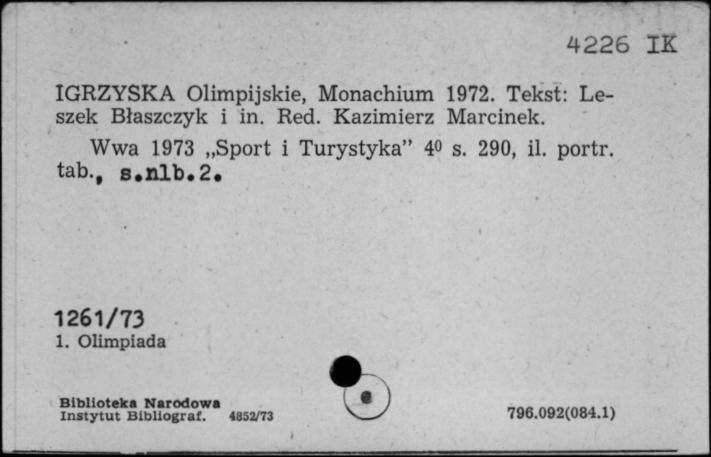 4226 IK
IGRZYSKA Olimpijskie, Monachium 1972. Tekst: Le-
szek Błaszczyk i in. Red. Kazimierz Marcinek.
Wwa 1973 „Sport i Turystyka” 4⁰ s. 290, il. portr.
tab., s.nlb.2.
1261/73
1. Olimpiada
Biblioteka Narodowa
Instytut Bibliograf. 4852/73
796.092(084.1)